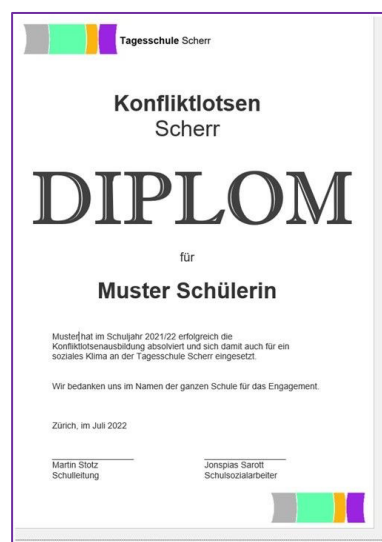 Tagesschule Scherr
Konfliktlotsen
Scherr
DIPLOM
für
Muster Schülerin
Muster hat im Schuljahr 2021/22 erfolgreich die
Konfliktlotsenausbildung absolviert und sich damit auch für ein
soziales Klima an der Tagesschule Scherr eingesetzt.
Wir bedanken uns im Namen der ganzen Schule für das Engagement.
Zürich, im Juli 2022
Martin Stotz Jonspias Sarott
Schulleitung Schulsozialarbeiter